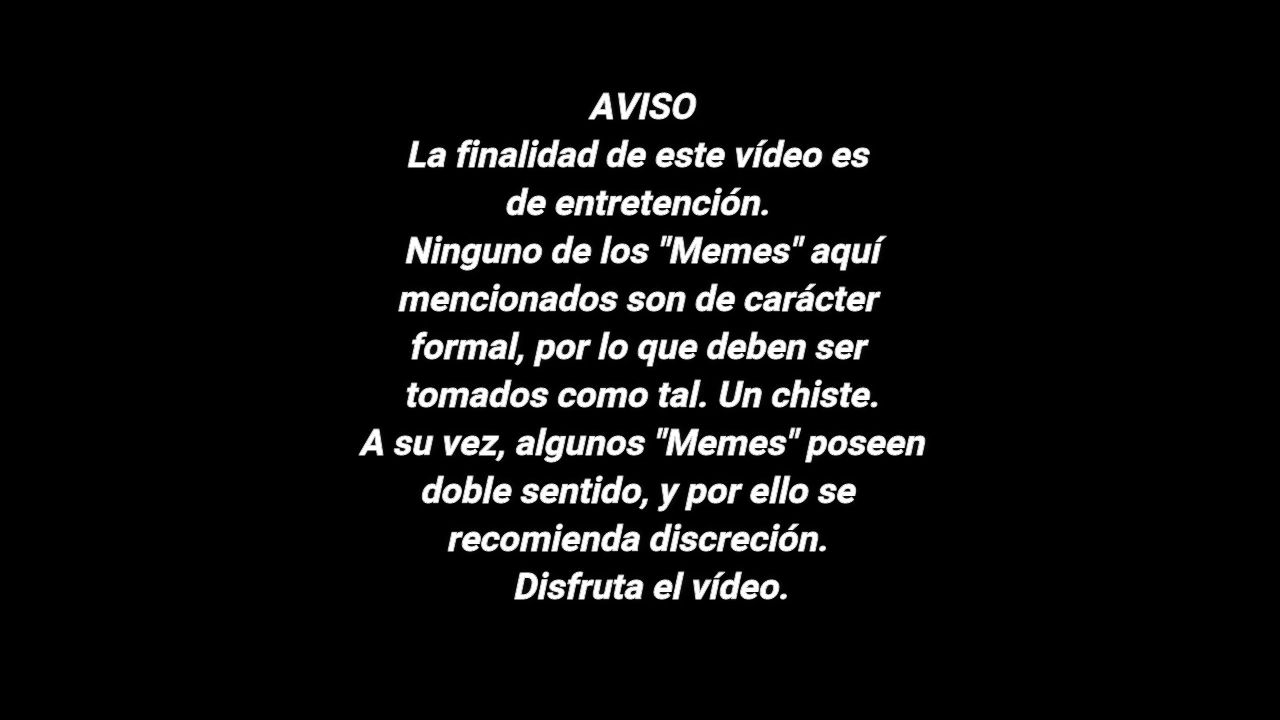 AVISO
La finalidad de este vídeo es
de entretención.
Ninguno de los "Memes" aquí
mencionados son de carácter
formal, por lo que deben ser
tomados como tal. Un chiste.
A su vez, algunos "Memes" poseen
doble sentido, y por ello se
recomienda discreción.
Disfruta el vídeo.